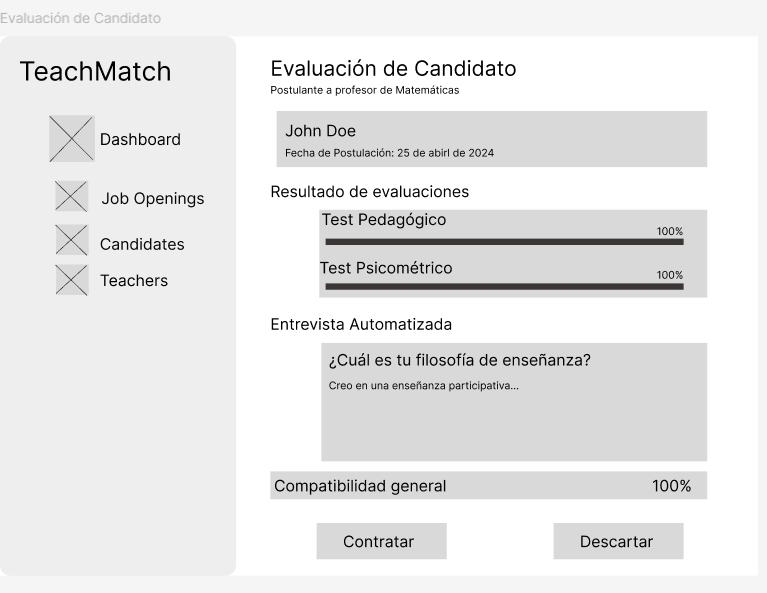 Evaluación de Candidato
TeachMatch
Dashboard
Job Openings
Candidates
Teachers
Evaluación de Candidato
Postulante a profesor de Matemáticas
John Doe
Fecha de Postulación: 25 de abirl de 2024
Resultado de evaluaciones
Test Pedagógico
100%
Test Psicométrico
100%
Entrevista Automatizada
¿Cuál es tu filosofía de enseñanza?
Creo en una enseñanza participativa...
Compatibilidad general 100%
Contratar Descartar